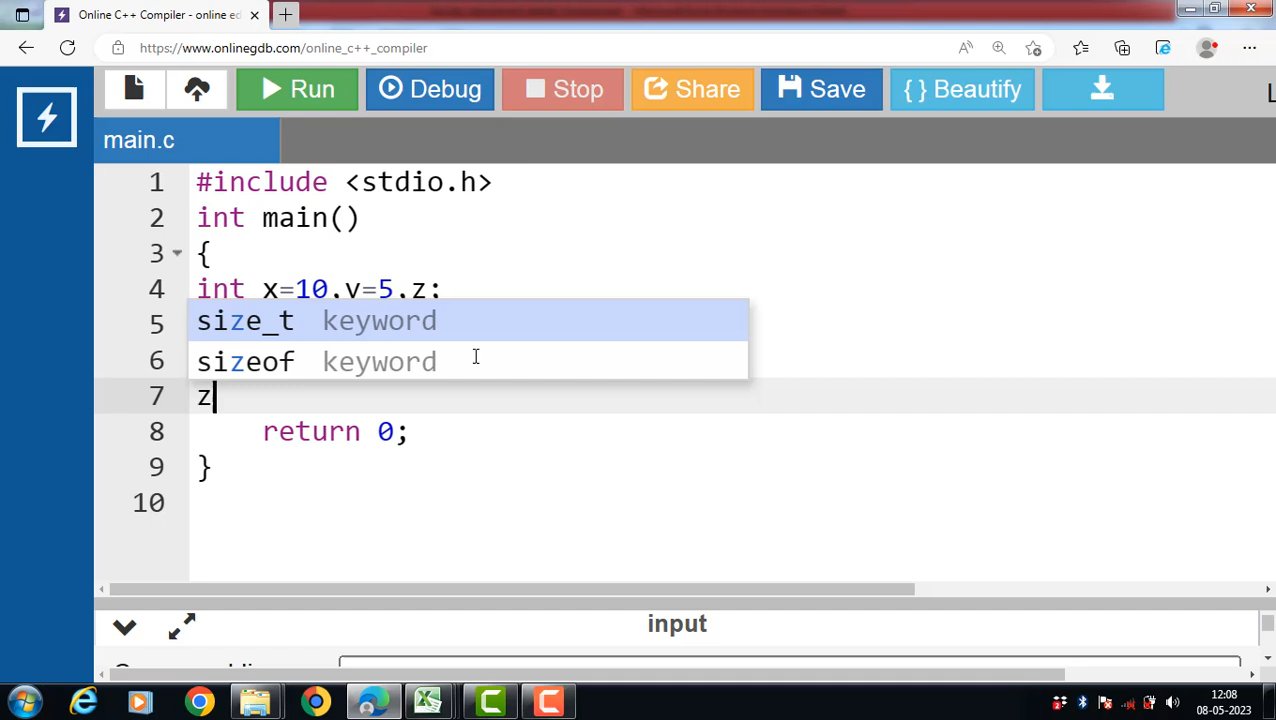 Online C++ Compiler - online edi
https://www.onlinegdb.com/online_c++_compiler
Run
Debug
Stop
Share
Save
{ } Beautify
main.c
1 #include <stdio.h>
2 int main()
3 {
4 int x=10,y=5,z;
5
size_t keyword
6
sizeof keyword
7 z
8 return 0;
9 }
10
input
12:08
08-05-2023